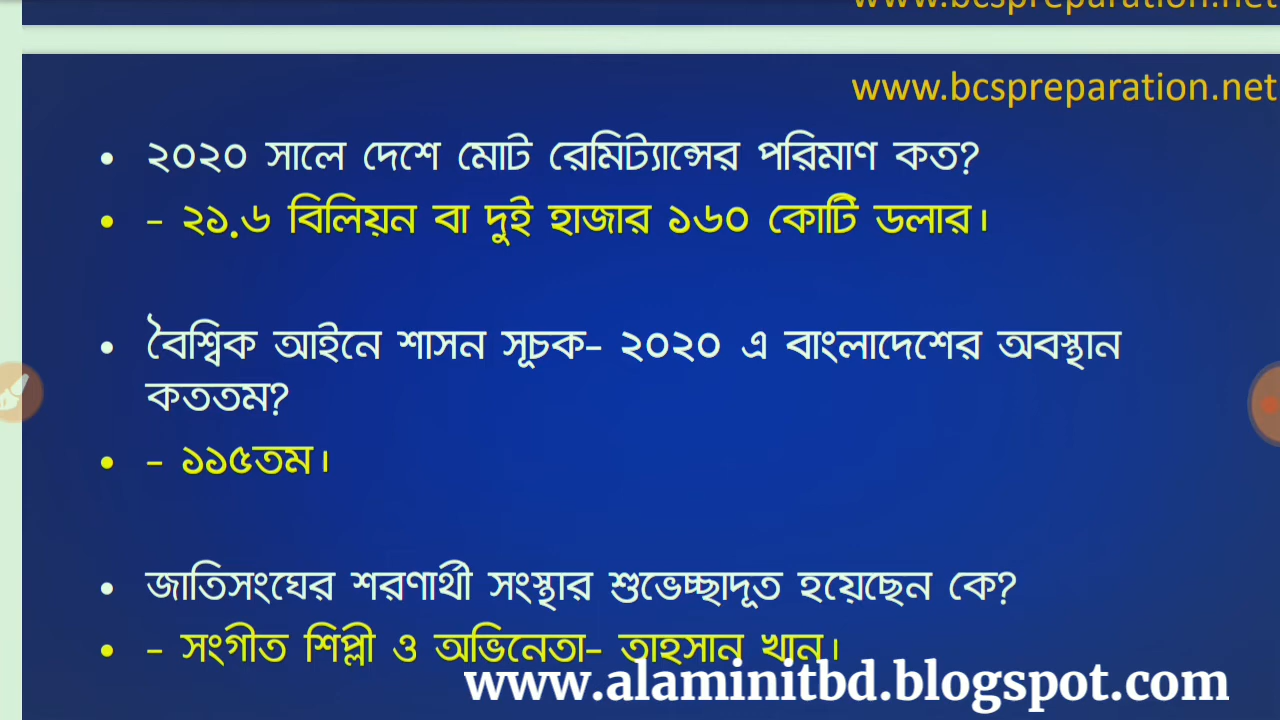 www.bcspreparation.net
www.bcspreparation.net
• ২০২০ সালে দেশে মোট রেমিট্যান্সের পরিমাণ কত?
• – ২১.৬ বিলিয়ন বা দুই হাজার ১৬০ কোটি ডলার।
• বৈশ্বিক আইনে শাসন সূচক– ২০২০ এ বাংলাদেশের অবস্থান
কততম?
• – ১১৫তম।
• জাতিসংঘের শরণার্থী সংস্থার শুভেচ্ছাদূত হয়েছেন কে?
• – সংগীত শিল্পী ও অভিনেতা– তাহসান খান।
www.alaminitbd.blogspot.com